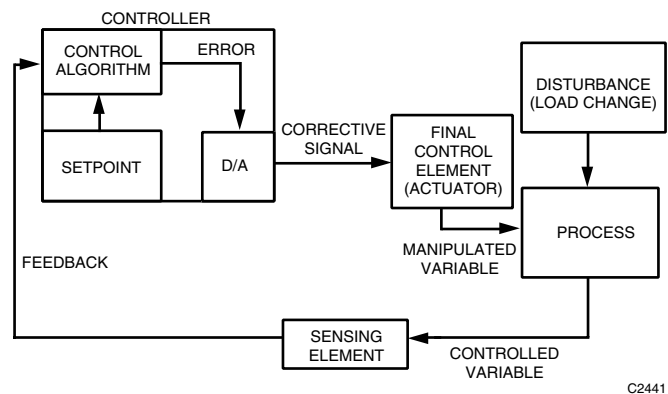 CONTROLLER
CONTROL
ALGORITHM
ERROR
SETPOINT
D/A
CORRECTIVE
SIGNAL
FINAL
CONTROL
ELEMENT
(ACTUATOR)
DISTURBANCE
(LOAD CHANGE)
PROCESS
MANIPULATED
VARIABLE
FEEDBACK
SENSING
ELEMENT
CONTROLLED
VARIABLE
C2441